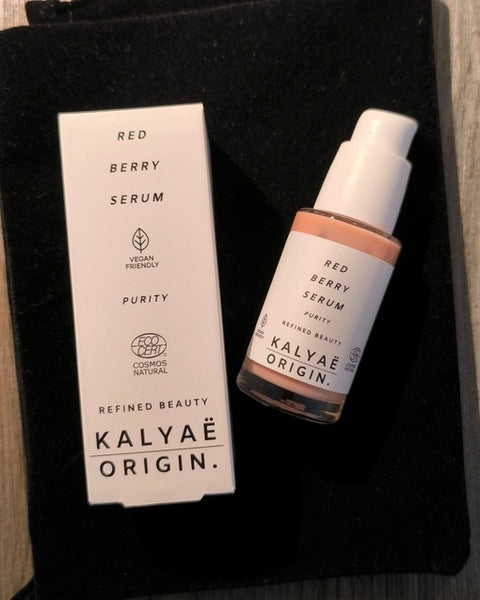 RED
BERRY
SERUM
VEGAN
FRIENDLY
PURITY
ECO
CERT
COSMOS
NATURAL
REFINED BEAUTY
KALYAË
ORIGIN.
RED
BERRY
SERUM
PURITY
REFINED BEAUTY
KALYAË
ORIGIN.